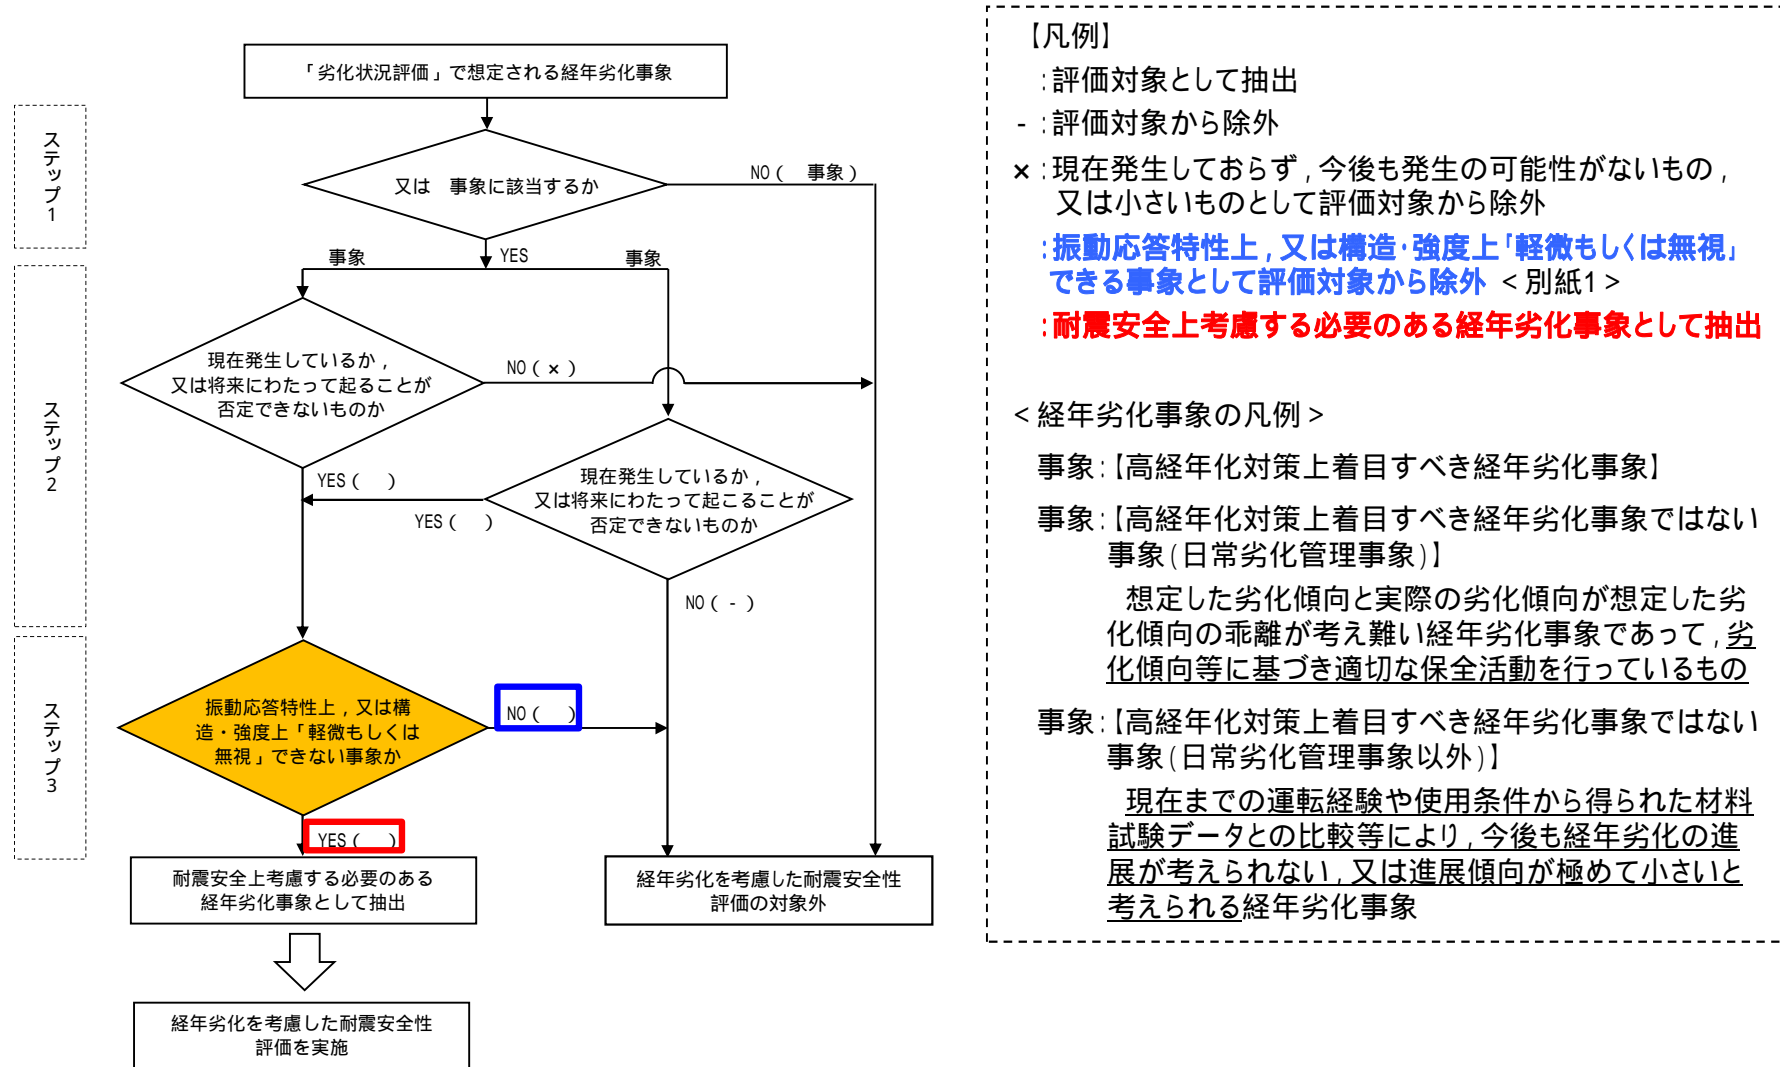 「劣化状況評価」で想定される経年劣化事象
ステップ1
又は　事象に該当するか
NO（　事象）
YES
事象
事象
ステップ2
現在発生しているか，
又は将来にわたって起ることが
否定できないものか
NO（×）
YES（　）
現在発生しているか，
又は将来にわたって起こることが
否定できないものか
YES（　）
NO（-）
ステップ3
振動応答特性上，又は構
造・強度上「軽微もしくは
無視」できない事象か
NO（　）
YES（　）
耐震安全上考慮する必要のある
経年劣化事象として抽出
経年劣化を考慮した耐震安全性
評価の対象外
経年劣化を考慮した耐震安全性
評価を実施
【凡例】
：評価対象として抽出
-：評価対象から除外
×：現在発生しておらず，今後も発生の可能性がないもの，
又は小さいものとして評価対象から除外
：振動応答特性上，又は構造・強度上「軽微もしくは無視」
できる事象として評価対象から除外＜別紙1＞
：耐震安全上考慮する必要のある経年劣化事象として抽出
＜経年劣化事象の凡例＞
事象：【高経年化対策上着目すべき経年劣化事象】
事象：【高経年化対策上着目すべき経年劣化事象ではない
事象(日常劣化管理事象)】
想定した劣化傾向と実際の劣化傾向が想定した劣
化傾向の乖離が考え難い経年劣化事象であって，劣
化傾向等に基づき適切な保全活動を行っているもの
事象：【高経年化対策上着目すべき経年劣化事象ではない
事象(日常劣化管理事象以外)】
現在までの運転経験や使用条件から得られた材料
試験データとの比較等により，今後も経年劣化の進
展が考えられない，又は進展傾向が極めて小さいと
考えられる経年劣化事象